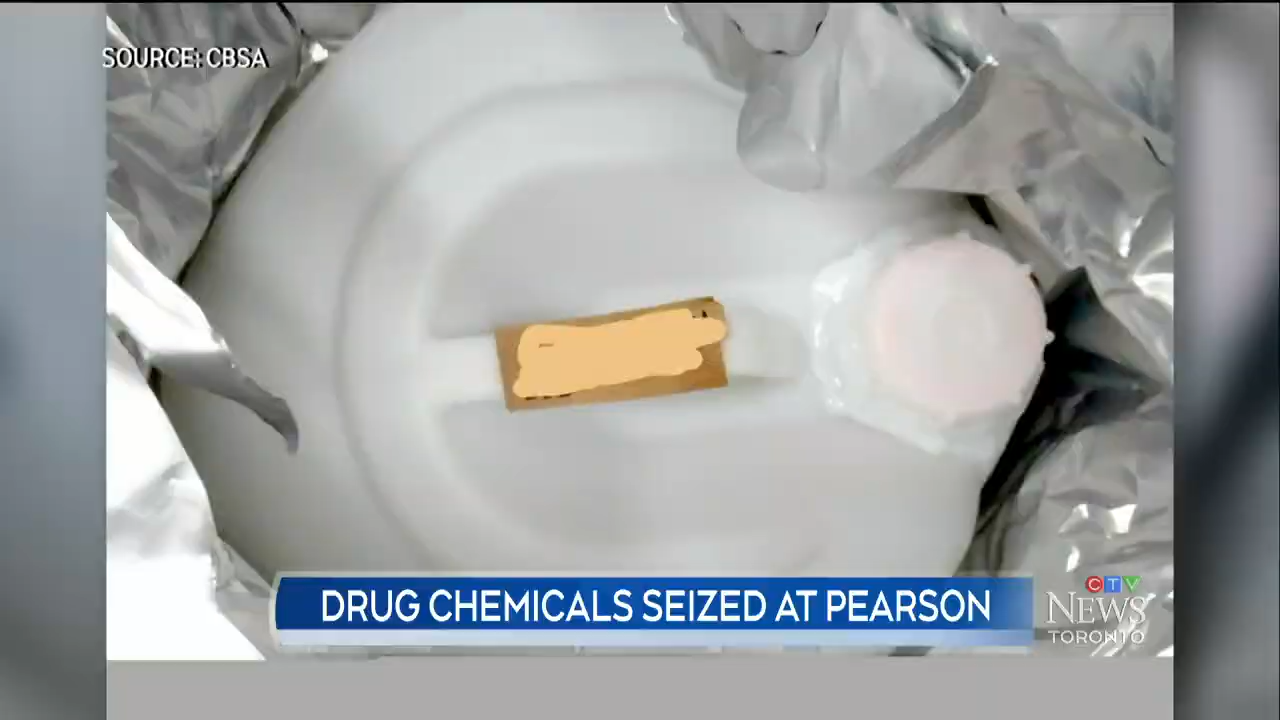 SOURCE: CBSA
DRUG CHEMICALS SEIZED AT PEARSON
CTV
NEWS
TORONTO